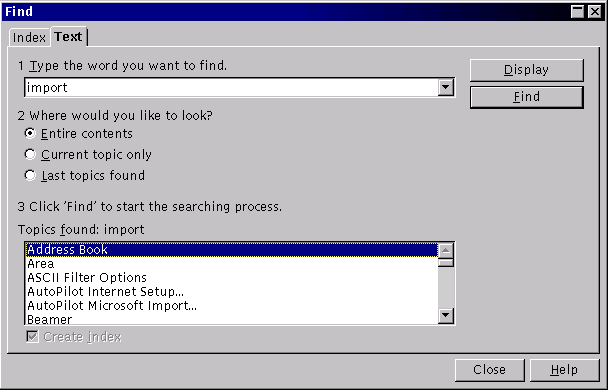 Find
Index Text
1 Type the word you want to find.
import
Display
Find
2 Where would you like to look?
Entire contents
Current topic only
Last topics found
3 Click 'Find' to start the searching process.
Topics found: import
Address Book
Area
ASCII Filter Options
AutoPilot Internet Setup...
AutoPilot Microsoft Import...
Beamer
Create index
Close Help